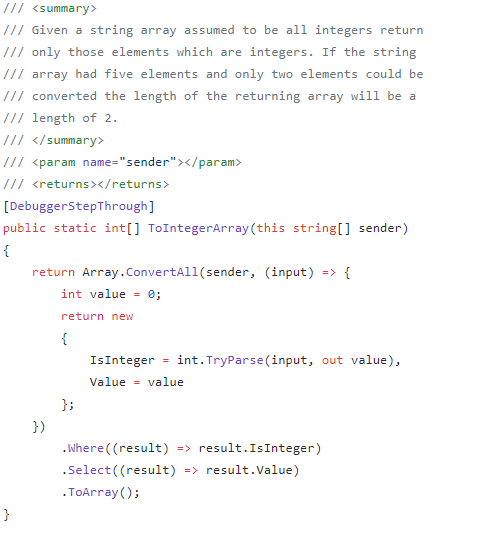 /// <summary>
/// Given a string array assumed to be all integers return
/// only those elements which are integers. If the string
/// array had five elements and only two elements could be
/// converted the length of the returning array will be a
/// length of 2.
/// </summary>
/// <param name="sender"></param>
/// <returns></returns>
[DebuggerStepThrough]
public static int[] ToIntegerArray(this string[] sender)
{
    return Array.ConvertAll(sender, (input) => {
        int value = 0;
        return new
        {
            IsInteger = int.TryParse(input, out value),
            Value = value
        };
    })
        .Where((result) => result.IsInteger)
        .Select((result) => result.Value)
        .ToArray();
}